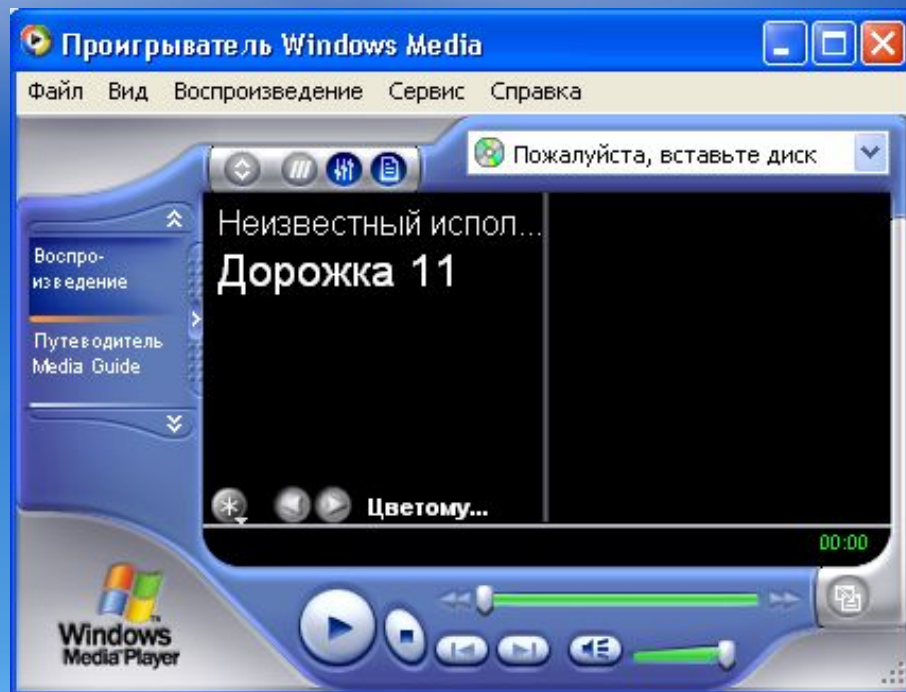 Проигрыватель Windows Media
Файл Вид Воспроизведение Сервис Справка
Пожалуйста, вставьте диск
Неизвестный испол...
Дорожка 11
Воспро-
изведение
Путеводитель
Media Guide
Цветому...
00:00
Windows
Media Player